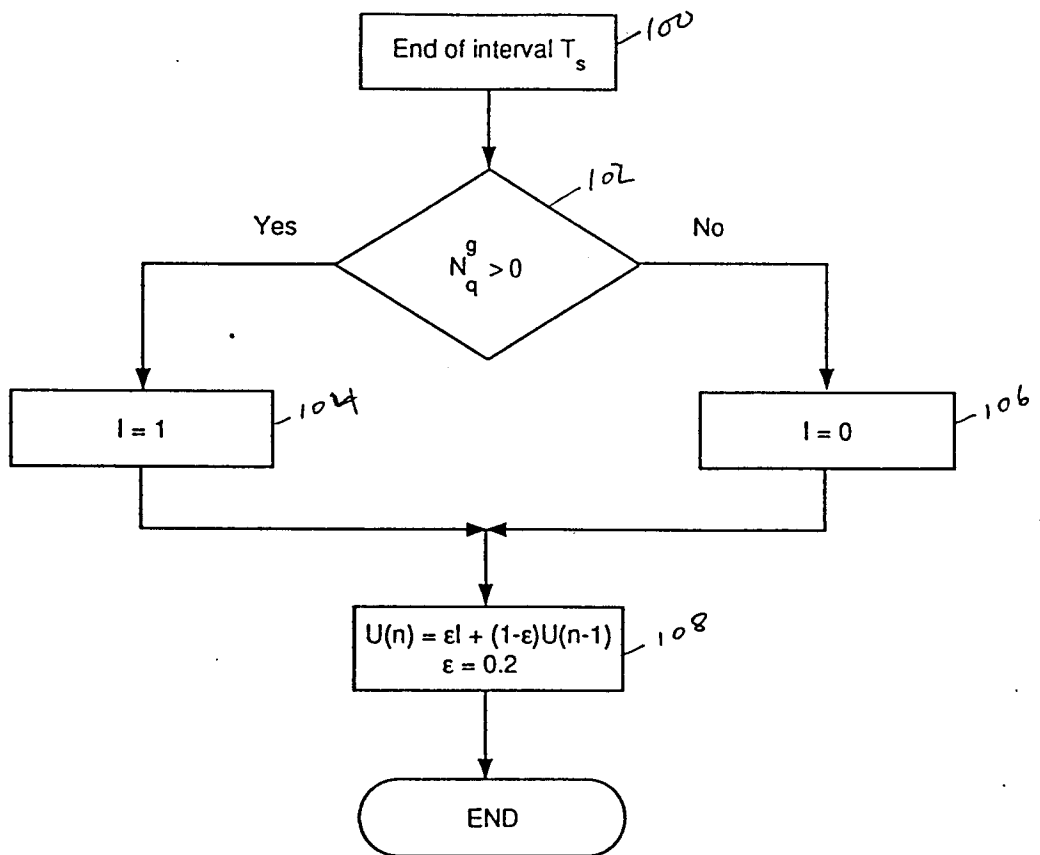 End of interval T_s
100
102
Yes
No
N_q^g > 0
104
106
I = 1
I = 0
U(n) = εI + (1-ε)U(n-1)
108
ε = 0.2
END